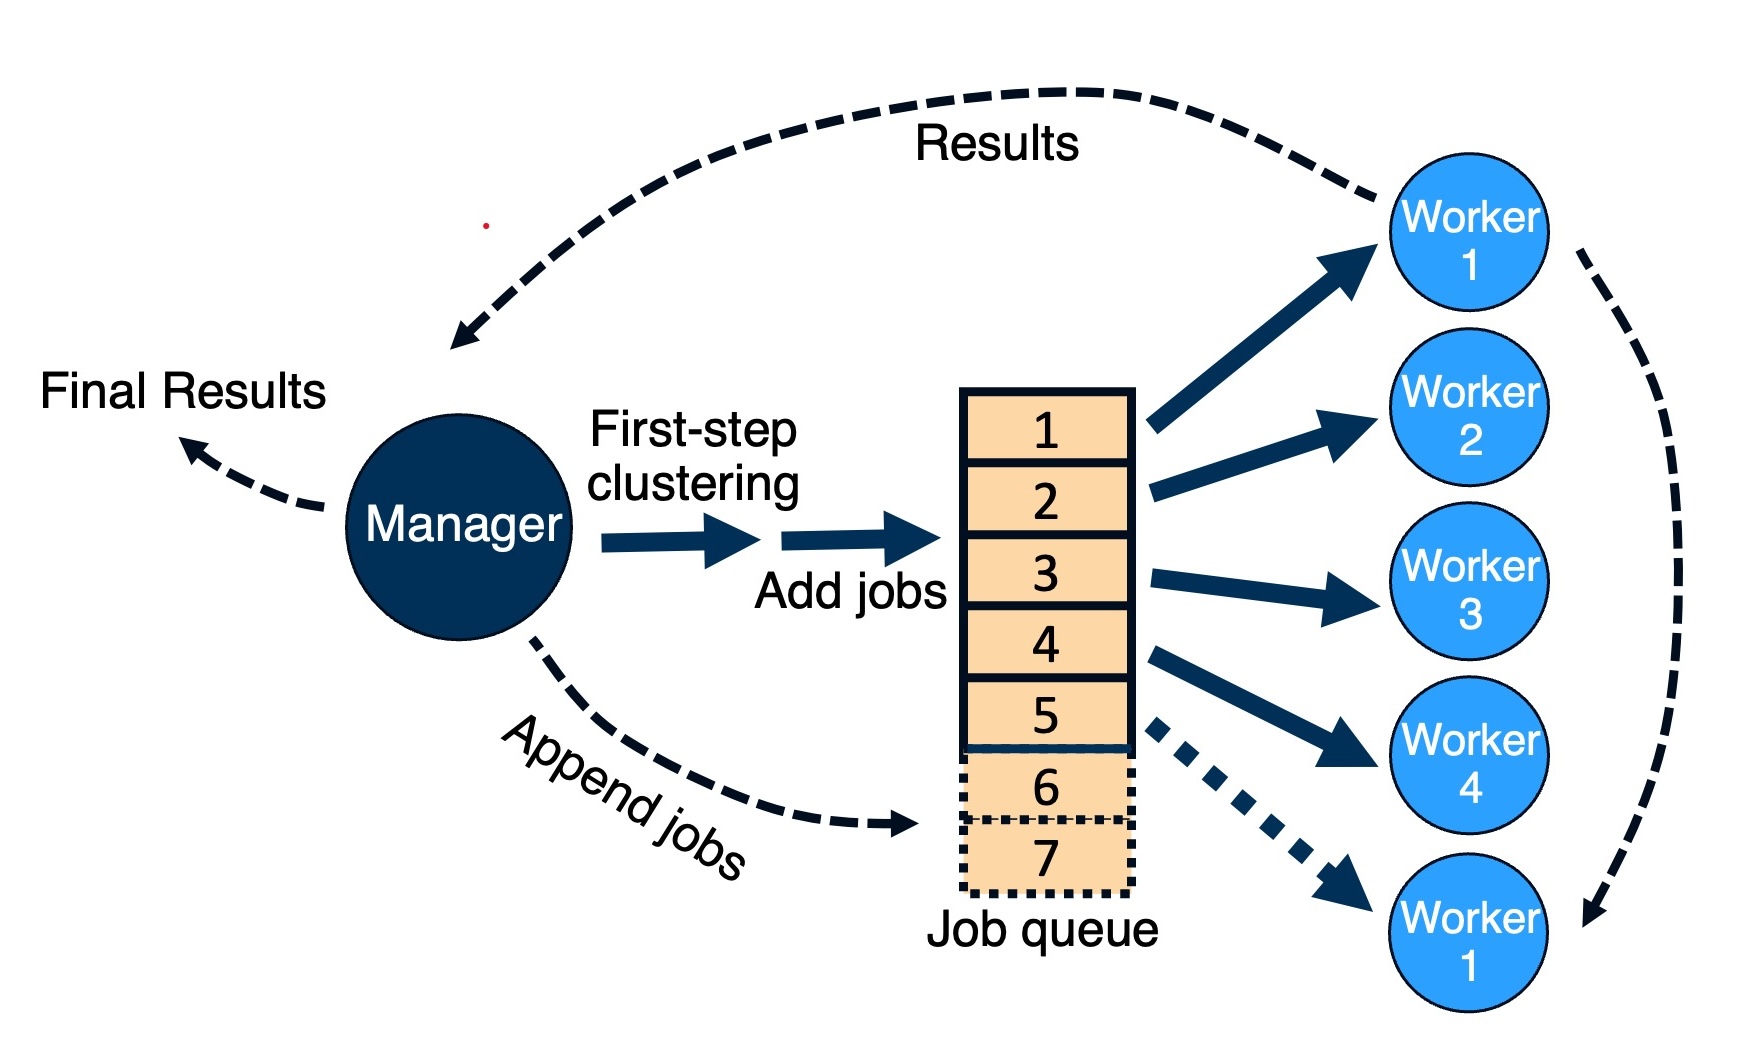 Results
Final Results
Manager
First-step
clustering
Add jobs
Append jobs
1
2
3
4
5
6
7
Job queue
Worker
1
Worker
2
Worker
3
Worker
4
Worker
1